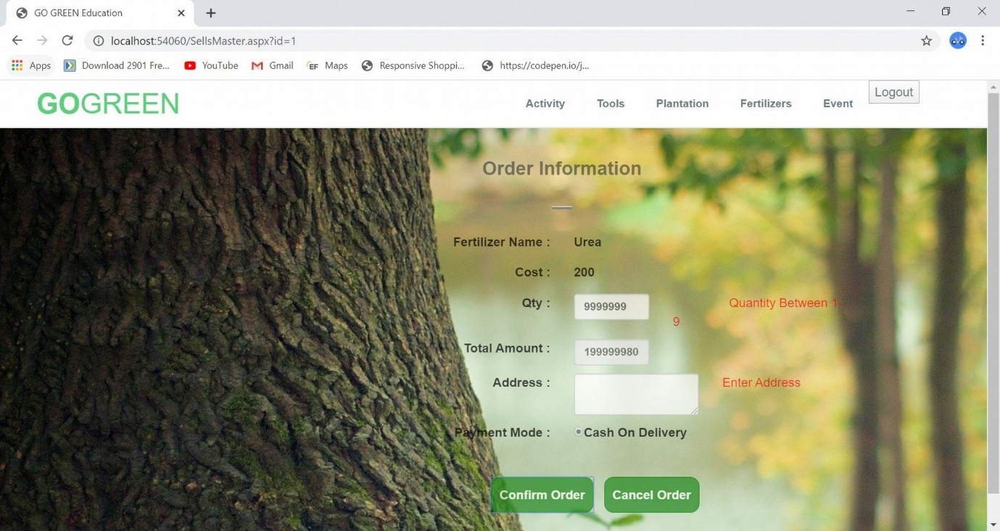 GO GREEN Education
localhost:54060/SellsMaster.aspx?id=1
Apps Download 2901 Fre... YouTube Gmail EF Maps Responsive Shoppi... https://codepen.io/j...
GOGREEN Activity Tools Plantation Fertilizers Event Logout
Order Information
Fertilizer Name : Urea
Cost : 200
Qty : 9999999 Quantity Between 1-
9
Total Amount : 199999980
Address : Enter Address
Payment Mode : Cash On Delivery
Confirm Order Cancel Order